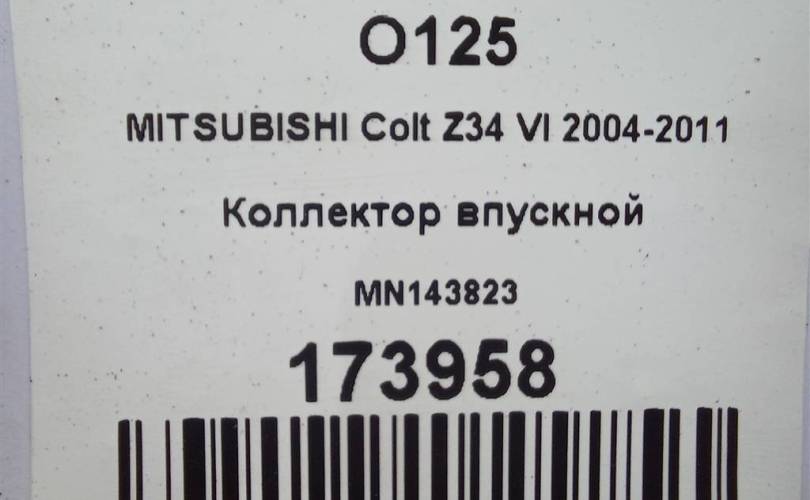 O125
MITSUBISHI Colt Z34 VI 2004-2011
Коллектор впускной
MN143823
173958